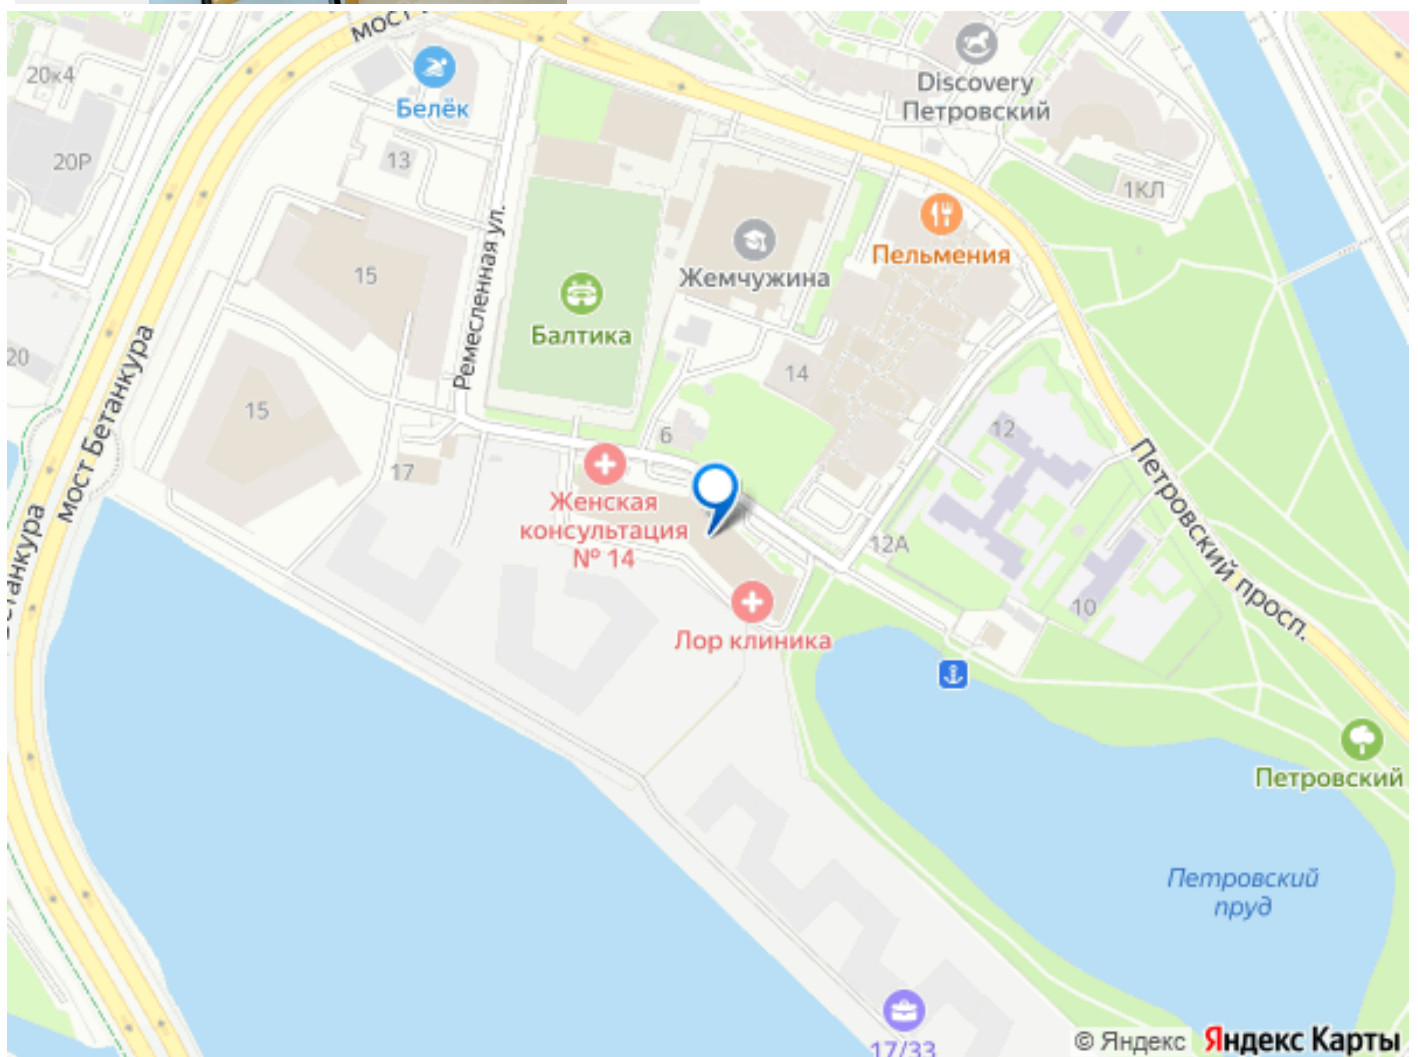 мост
20к4
Белёк
Discovery
Петровский
20Р
13
1КЛ
Ремесленная ул.
Пельмения
15
Жемчужина
Балтика
20
мост Бетанкура
14
15
6
12
17
Женская
консультация
№ 14
Петровский просп.
12А
10
Лор клиника
Петровский
Петровский
пруд
17/33
© Яндекс Яндекс Карты